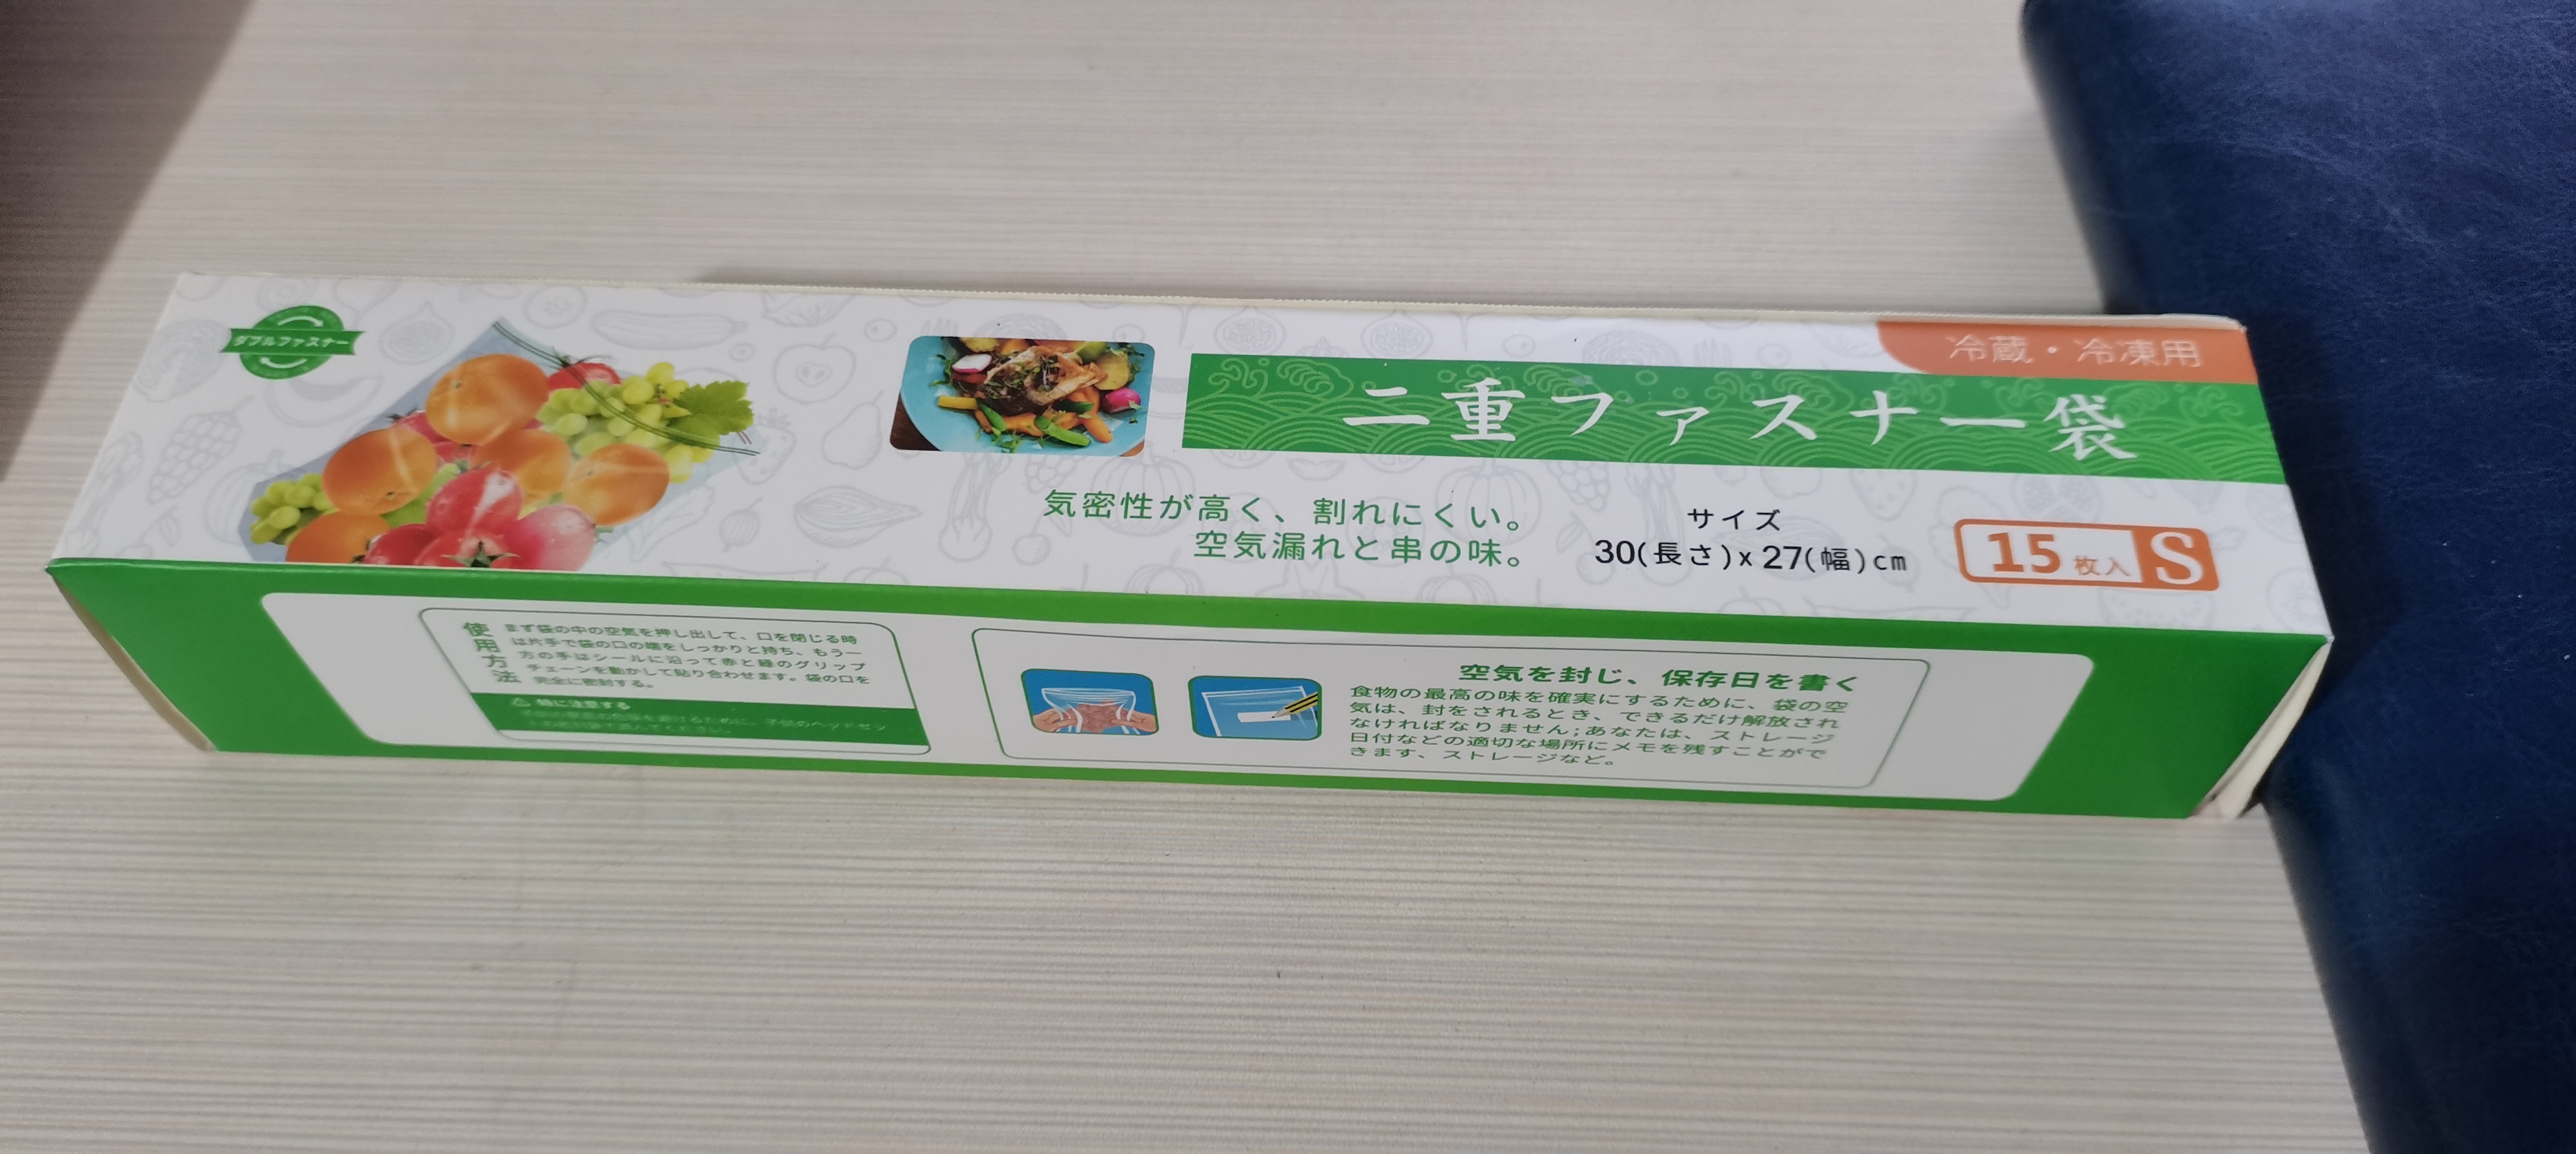 ダブルファスナー
冷蔵・冷凍用
二重ファスナー袋
気密性が高く、割れにくい。
空気漏れと串の味。
サイズ
30(長さ)x 27(幅)cm
15枚入 S
使用方法
まず袋の中の空気を押し出して、口を閉じる時
は片手で袋の口の端をしっかりと持ち、もう一
方の手はシールに沿って赤と緑のグリップ
チェーンを動かして貼り合わせます。袋の口を
完全に密封する。
特に注意する
空気を封じ、保存日を書く
食物の最高の味を確実にするために、袋の空
気は、封をされるとき、できるだけ解放され
なければなりません;あなたは、ストレージ
日付などの適切な場所にメモを残すことがで
きます、ストレージなど。